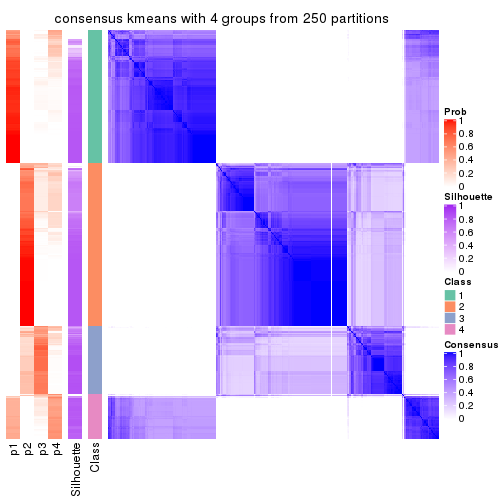 consensus kmeans with 4 groups from 250 partitions
Prob
1
0.8
0.6
0.4
0.2
0
Silhouette
1
0.8
0.6
0.4
0.2
0
Class
1
2
3
4
Consensus
1
0.8
0.6
0.4
0.2
0
p1
p2
p3
p4
Silhouette
Class